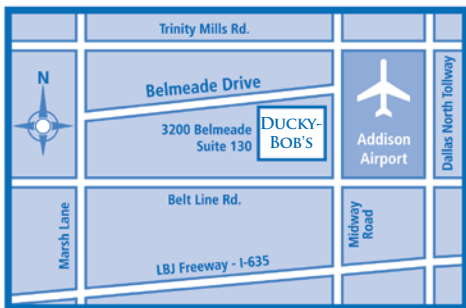 Trinity Mills Rd.
N
Belmeade Drive
3200 Belmeade
Suite 130
DUCKY-
BOB'S
Addison
Airport
Dallas North Tollway
Marsh Lane
Belt Line Rd.
Midway
Road
LBJ Freeway - I-635